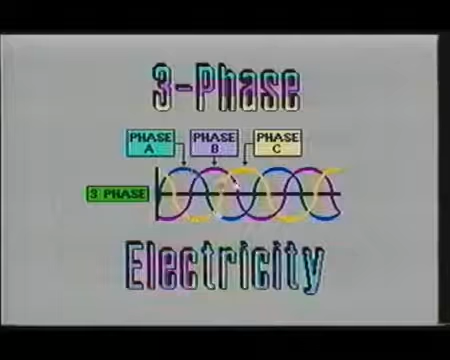 3-Phase
PHASE A
PHASE B
PHASE C
3 PHASE
Electricity